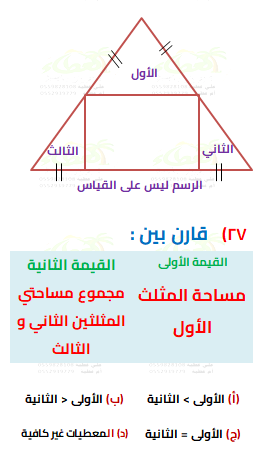 الأول
الثالث
الثاني
الرسم ليس على القياس
٢٧) قارن بين :
القيمة الأولى
مساحة المثلث
الأول
القيمة الثانية
مجموع مساحتي
المثلثين الثاني و
الثالث
(أ) الأولى > الثانية
(ب) الأولى < الثانية
(ج) الأولى = الثانية
(د) المعطيات غير كافية